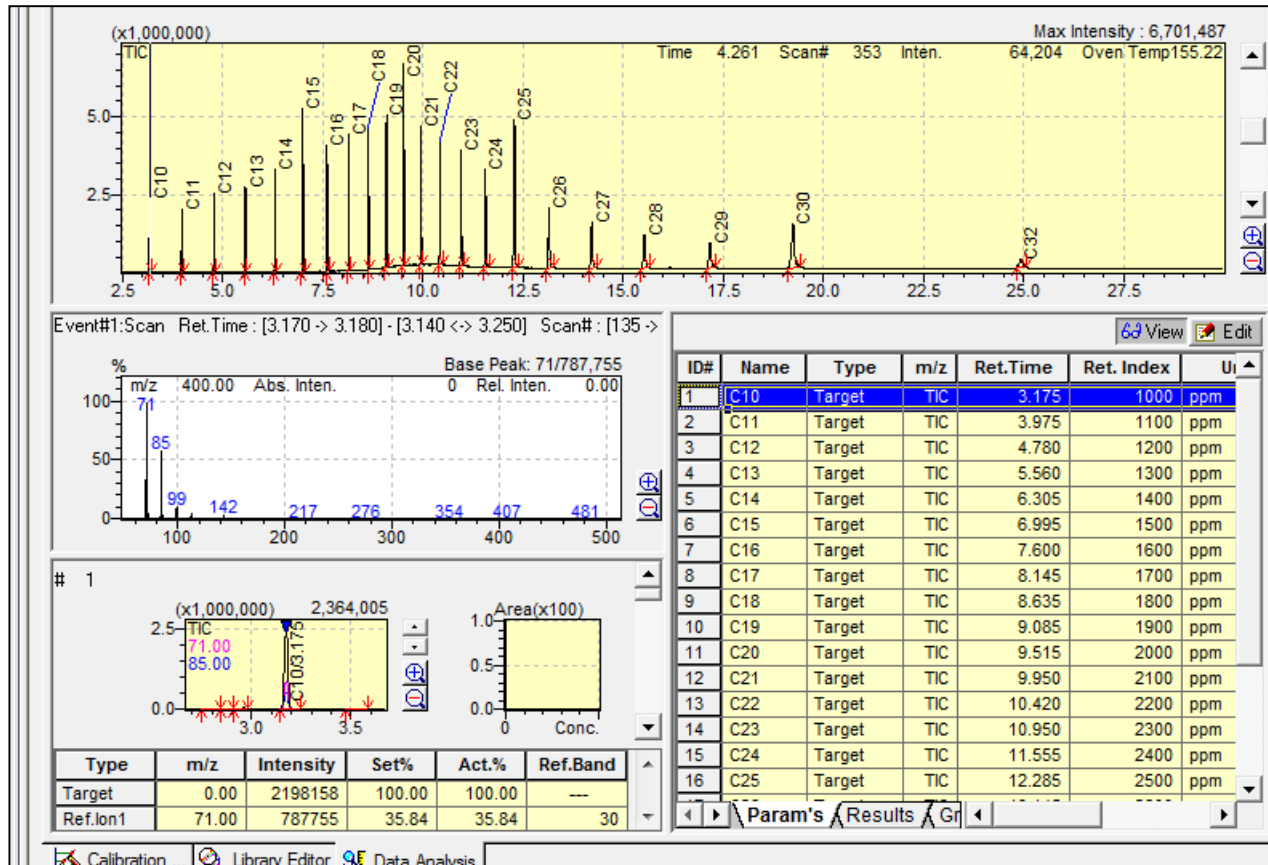 (x1,000,000) Max Intensity : 6,701,487
TIC Time 4.261 Scan# 353 Inten. 64,204 Oven Temp 155.22
5.0
2.5
C10 C11 C12 C13 C14 C15 C16 C17 C18 C19 C20 C21 C22 C23 C24 C25 C26 C27 C28 C29 C30 C32
2.5 5.0 7.5 10.0 12.5 15.0 17.5 20.0 22.5 25.0 27.5
Event#1:Scan Ret.Time : [3.170 -> 3.180] - [3.140 <-> 3.250] Scan# : [135 ->
% Base Peak: 71/787,755
m/z 400.00 Abs. Inten. 0 Rel. Inten. 0.00
100
50
0
71 85 99 142 217 276 354 407 481
100 200 300 400 500
# 1
(x1,000,000) 2,364,005
2.5
0.0
TIC
71.00
85.00
C10/3.175
3.0 3.5
Area(x100)
1.0
0.5
0.0
0 Conc.
Type m/z Intensity Set% Act.% Ref.Band
Target 0.00 2198158 100.00 100.00 ---
Ref.Ion1 71.00 787755 35.84 35.84 30
View Edit
ID# Name Type m/z Ret.Time Ret. Index
1 C10 Target TIC 3.175 1000 ppm
2 C11 Target TIC 3.975 1100 ppm
3 C12 Target TIC 4.780 1200 ppm
4 C13 Target TIC 5.560 1300 ppm
5 C14 Target TIC 6.305 1400 ppm
6 C15 Target TIC 6.995 1500 ppm
7 C16 Target TIC 7.600 1600 ppm
8 C17 Target TIC 8.145 1700 ppm
9 C18 Target TIC 8.635 1800 ppm
10 C19 Target TIC 9.085 1900 ppm
11 C20 Target TIC 9.515 2000 ppm
12 C21 Target TIC 9.950 2100 ppm
13 C22 Target TIC 10.420 2200 ppm
14 C23 Target TIC 10.950 2300 ppm
15 C24 Target TIC 11.555 2400 ppm
16 C25 Target TIC 12.285 2500 ppm
Param's Results Gr
Calibration Library Editor Data Analysis